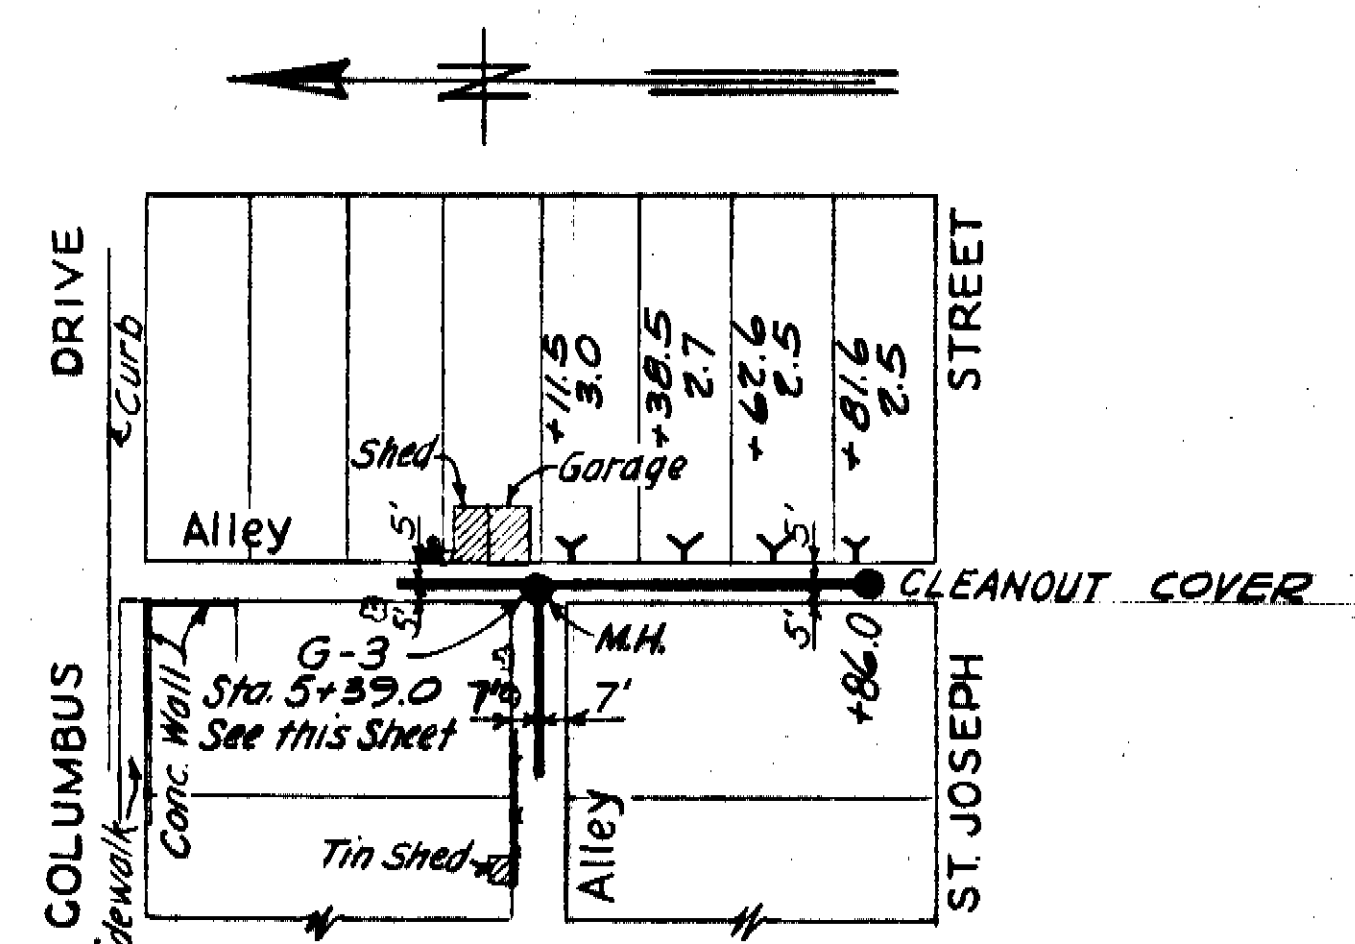 N
DRIVE
Curb
STREET
+11.5
3.0
+38.5
2.7
+62.6
2.5
+81.6
2.5
Shed
Garage
Alley
5'
5'
CLEANOUT COVER
5'
5'
G-3
M.H.
Sta. 5+39.0
See this Sheet
7'
7'
+86.0
COLUMBUS
Conc. Wall
ST. JOSEPH
Tin Shed
Alley